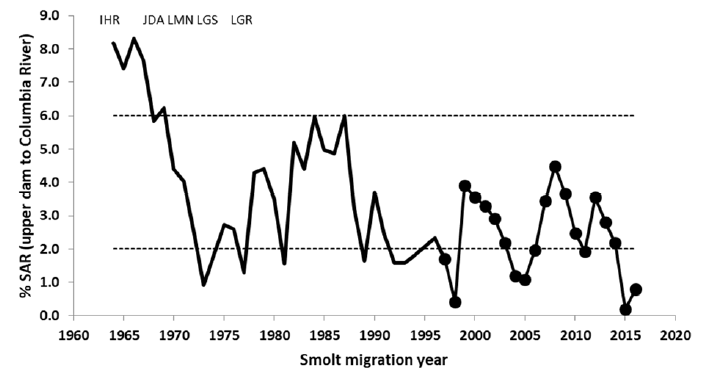 IHR JDA LMN LGS LGR
9.0
8.0
7.0
6.0
5.0
4.0
3.0
2.0
1.0
0.0
% SAR (upper dam to Columbia River)
1960 1965 1970 1975 1980 1985 1990 1995 2000 2005 2010 2015 2020
Smolt migration year